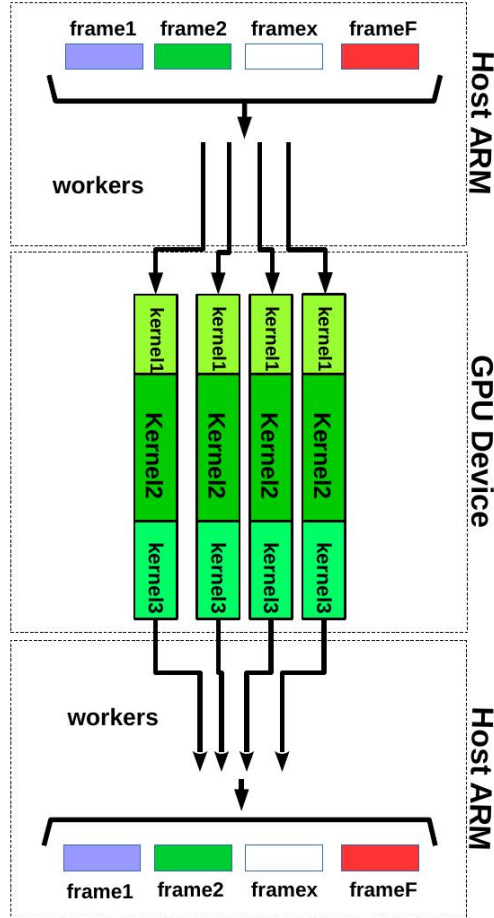 frame1 frame2 framex frameF
Host ARM
workers
kernel1 kernel1 kernel1 kernel1
Kernel2 Kernel2 Kernel2 Kernel2
kernel3 kernel3 kernel3 kernel3
GPU Device
workers
Host ARM
frame1 frame2 framex frameF